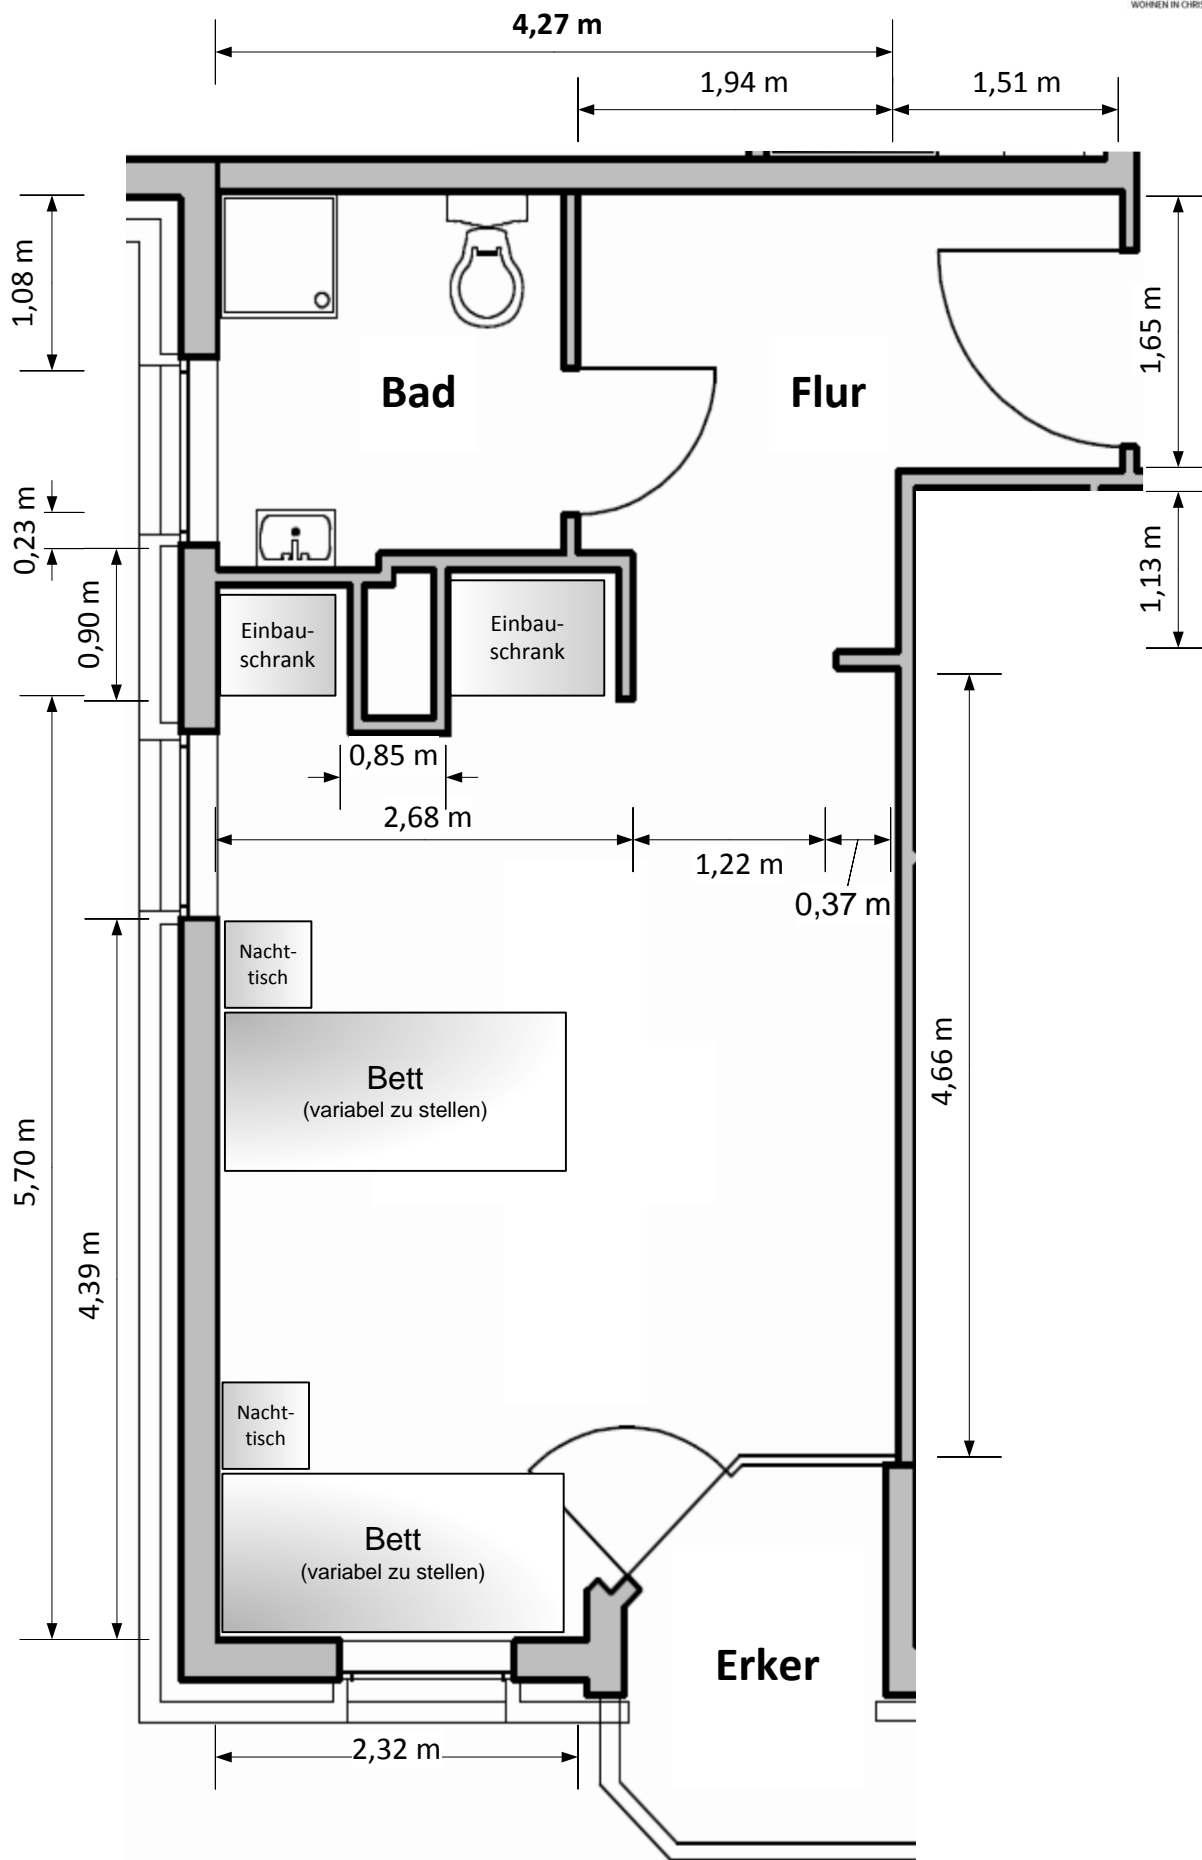 WOHNEN IN CHRIS
4,27 m
1,94 m
1,51 m
1,08 m
1,65 m
Bad
Flur
0,23 m
1,13 m
0,90 m
Einbau-
schrank
Einbau-
schrank
0,85 m
2,68 m
1,22 m
0,37 m
Nacht-
tisch
Bett
(variabel zu stellen)
4,66 m
5,70 m
4,39 m
Nacht-
tisch
Bett
(variabel zu stellen)
Erker
2,32 m